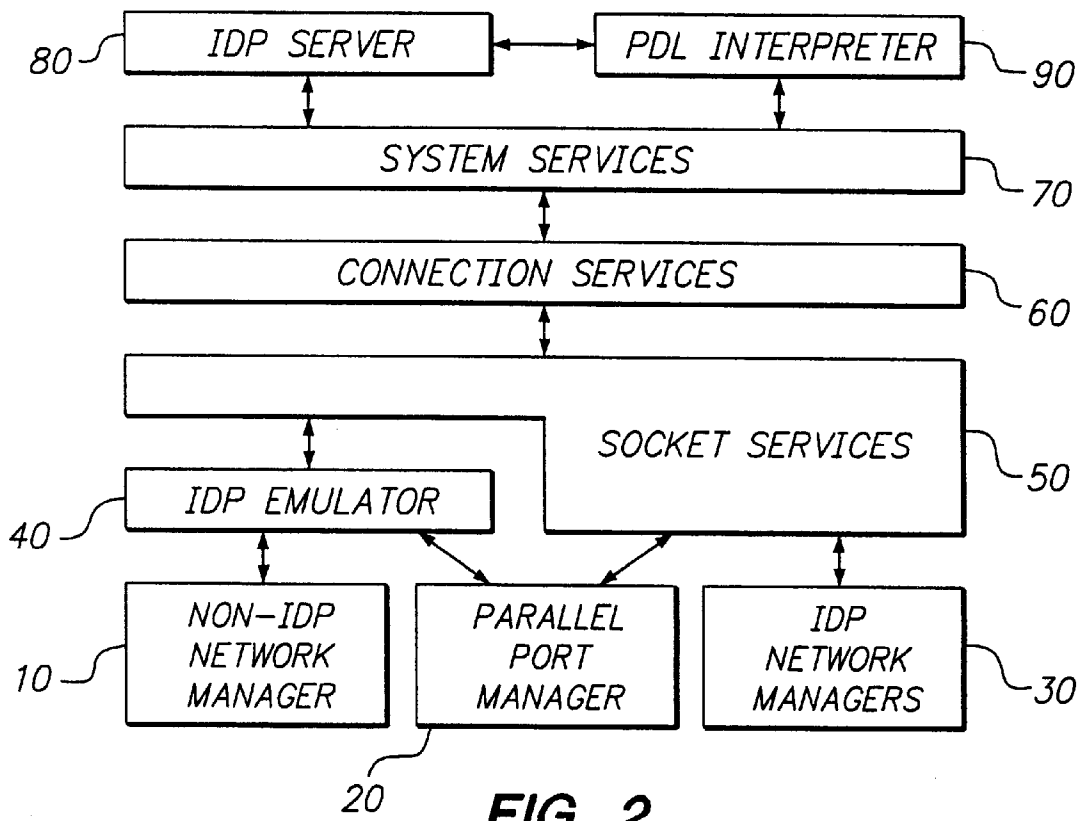 IDP SERVER
PDL INTERPRETER
80
90
SYSTEM SERVICES
70
CONNECTION SERVICES
60
SOCKET SERVICES
50
IDP EMULATOR
40
NON-IDP
NETWORK
MANAGER
10
PARALLEL
PORT
MANAGER
20
IDP
NETWORK
MANAGERS
30
FIG. 2